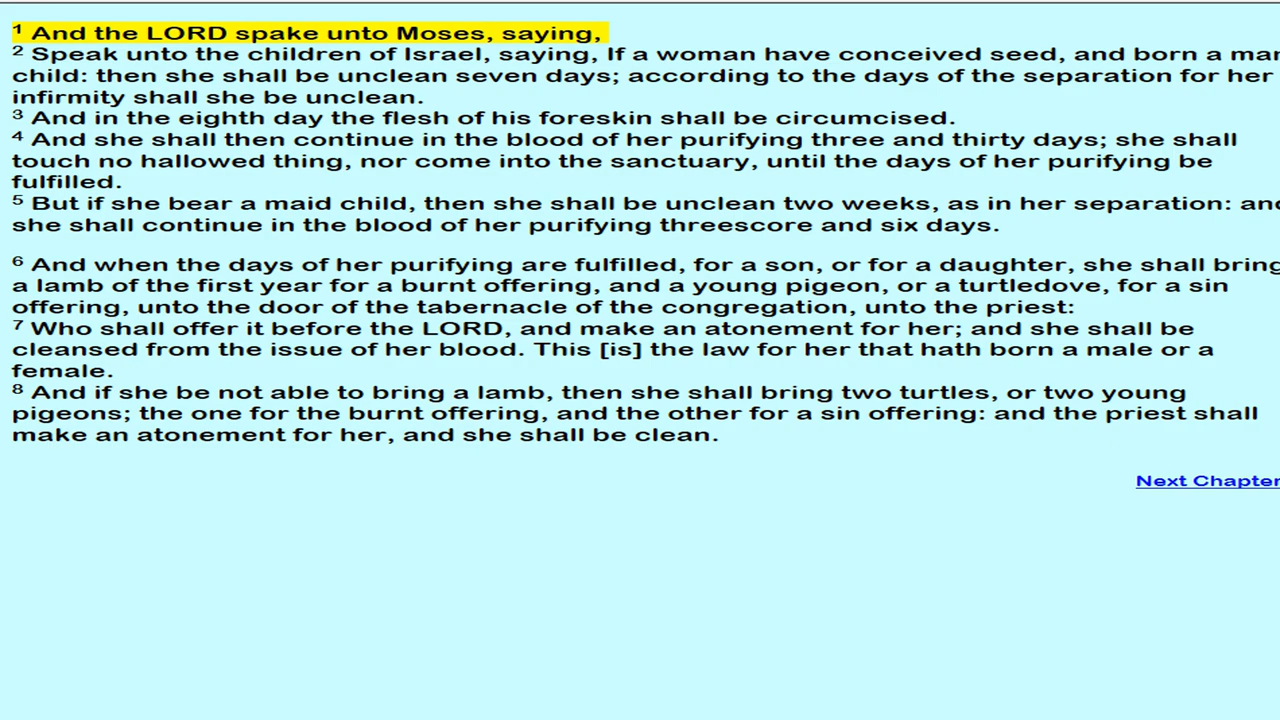 1 And the LORD spake unto Moses, saying,
2 Speak unto the children of Israel, saying, If a woman have conceived seed, and born a man
child: then she shall be unclean seven days; according to the days of the separation for her
infirmity shall she be unclean.
3 And in the eighth day the flesh of his foreskin shall be circumcised.
4 And she shall then continue in the blood of her purifying three and thirty days; she shall
touch no hallowed thing, nor come into the sanctuary, until the days of her purifying be
fulfilled.
5 But if she bear a maid child, then she shall be unclean two weeks, as in her separation: and
she shall continue in the blood of her purifying threescore and six days.
6 And when the days of her purifying are fulfilled, for a son, or for a daughter, she shall bring
a lamb of the first year for a burnt offering, and a young pigeon, or a turtledove, for a sin
offering, unto the door of the tabernacle of the congregation, unto the priest:
7 Who shall offer it before the LORD, and make an atonement for her; and she shall be
cleansed from the issue of her blood. This [is] the law for her that hath born a male or a
female.
8 And if she be not able to bring a lamb, then she shall bring two turtles, or two young
pigeons; the one for the burnt offering, and the other for a sin offering: and the priest shall
make an atonement for her, and she shall be clean.
Next Chapter